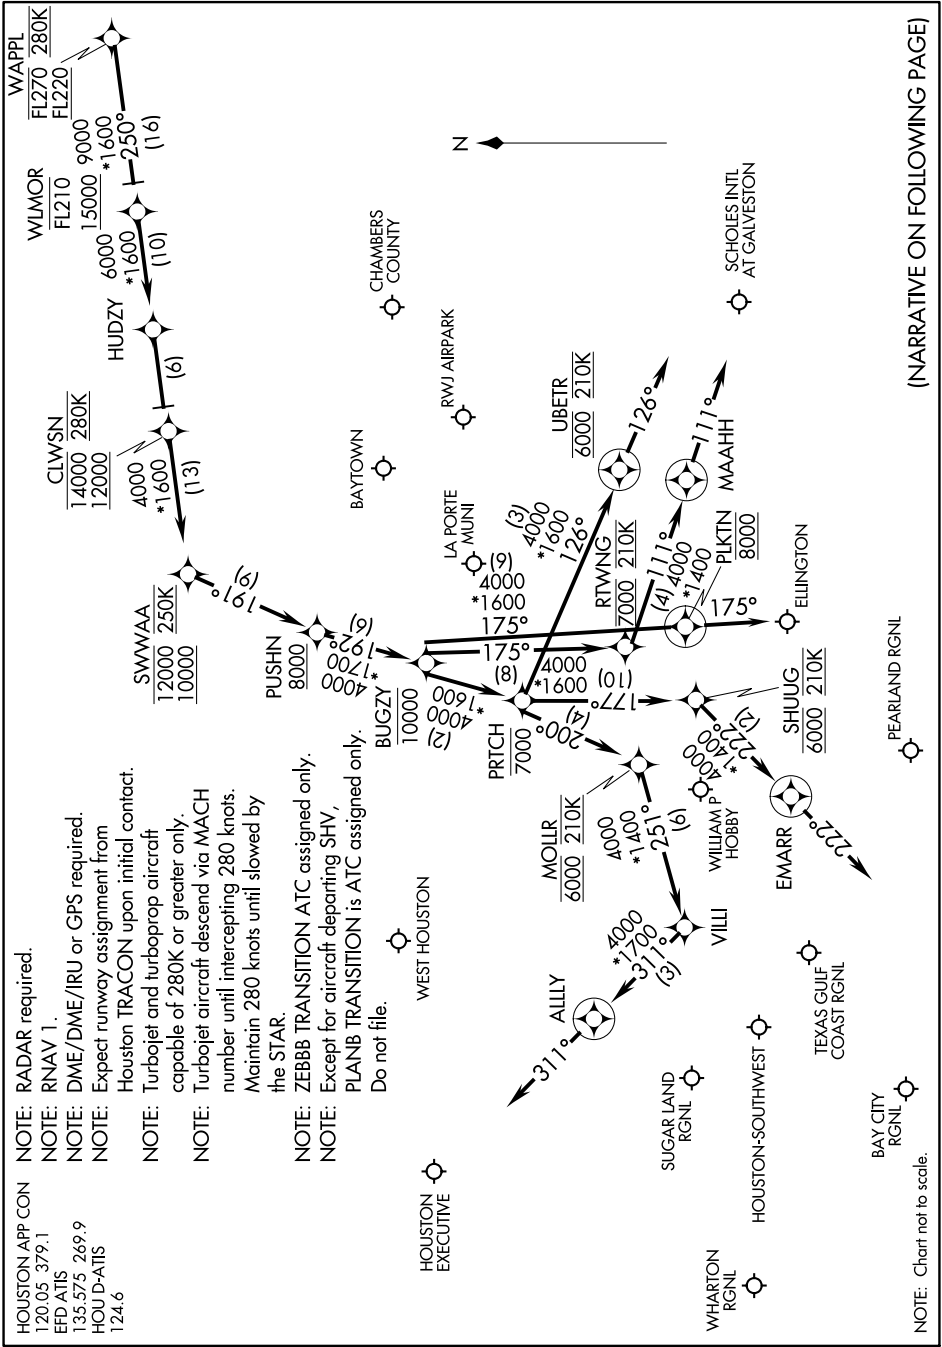 HOUSTON APP CON
120.05 379.1
EFD ATIS
135.575 269.9
HOU D-ATIS
124.6
NOTE: RADAR required.
NOTE: RNAV 1.
NOTE: DME/DME/IRU or GPS required.
NOTE: Expect runway assignment from
Houston TRACON upon initial contact.
NOTE: Turbojet and turboprop aircraft
capable of 280K or greater only.
NOTE: Turbojet aircraft descend via MACH
number until intercepting 280 knots.
Maintain 280 knots until slowed by
the STAR.
NOTE: ZEBBB TRANSITION ATC assigned only.
NOTE: Except for aircraft departing SHV,
PLANB TRANSITION is ATC assigned only.
Do not file.
WAPPL
FL270 280K
FL220
9000
*1600
250°
(16)
WLMOR
FL210
15000
6000
*1600
(10)
HUDZY
(6)
CLWSN
14000 280K
12000
4000
*1600
(13)
SWWAA
12000 250K
10000
191°
(9)
PUSHN
8000
(6)
192°
*1700
4000
BUGZY
10000
*1600
4000
(2)
PRTCH
7000
175°
(8)
4000
*1600
(9)
4000
*1600
175°
175°
(3)
4000
*1600
126°
UBETR
6000 210K
126°
RTWNG
7000 210K
111°
(4) 4000
*1400
MAAHH
111°
PLKTN
8000
(10)
177°
SHUUG
6000 210K
(2)
222°
*1400
4000
EMARR
222°
200°
(4)
MOLLR
6000 210K
4000
*1400
251°
(6)
VILLI
4000
*1700
311°
(3)
ALLLY
311°
N
CHAMBERS
COUNTY
RWJ AIRPARK
BAYTOWN
LA PORTE
MUNI
SCHOLES INTL
AT GALVESTON
ELLINGTON
PEARLAND RGNL
WILLIAM P
HOBBY
WEST HOUSTON
HOUSTON
EXECUTIVE
SUGAR LAND
RGNL
HOUSTON-SOUTHWEST
TEXAS GULF
COAST RGNL
BAY CITY
RGNL
WHARTON
RGNL
NOTE: Chart not to scale.
(NARRATIVE ON FOLLOWING PAGE)